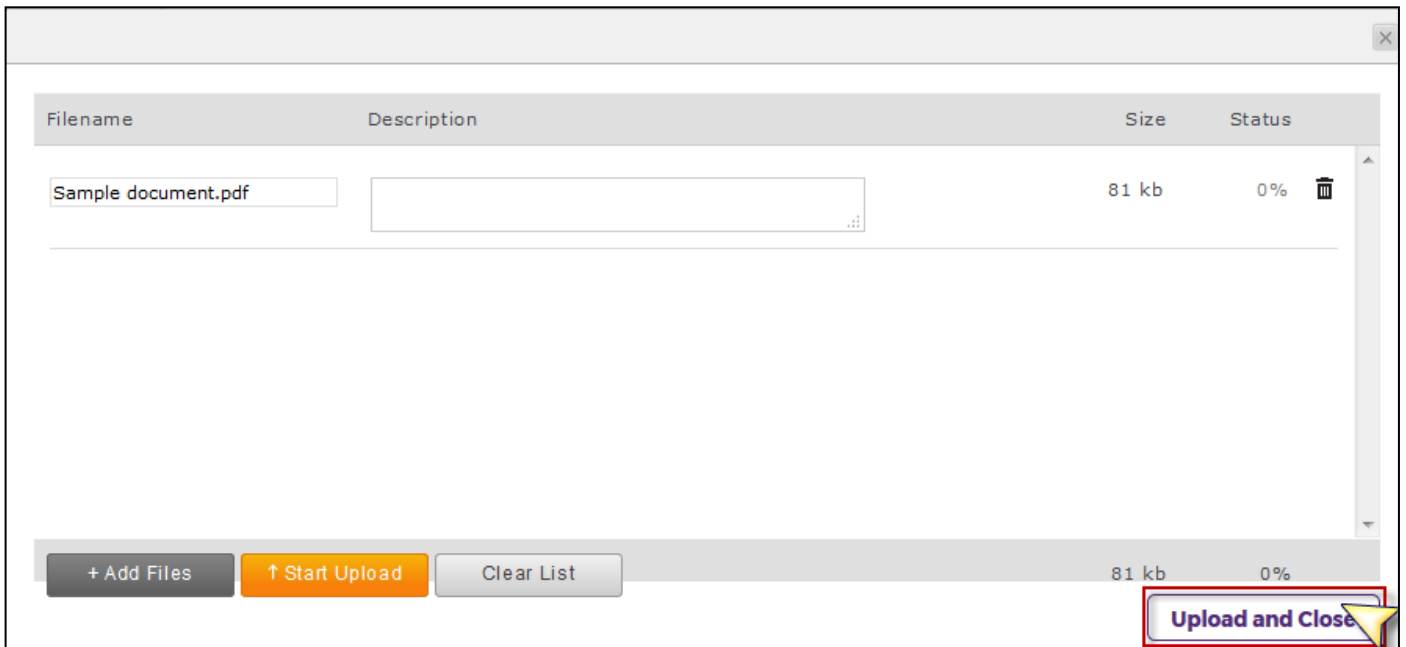 Filename Description Size Status
Sample document.pdf 81 kb 0%
+ Add Files ↑ Start Upload Clear List 81 kb 0%
Upload and Close